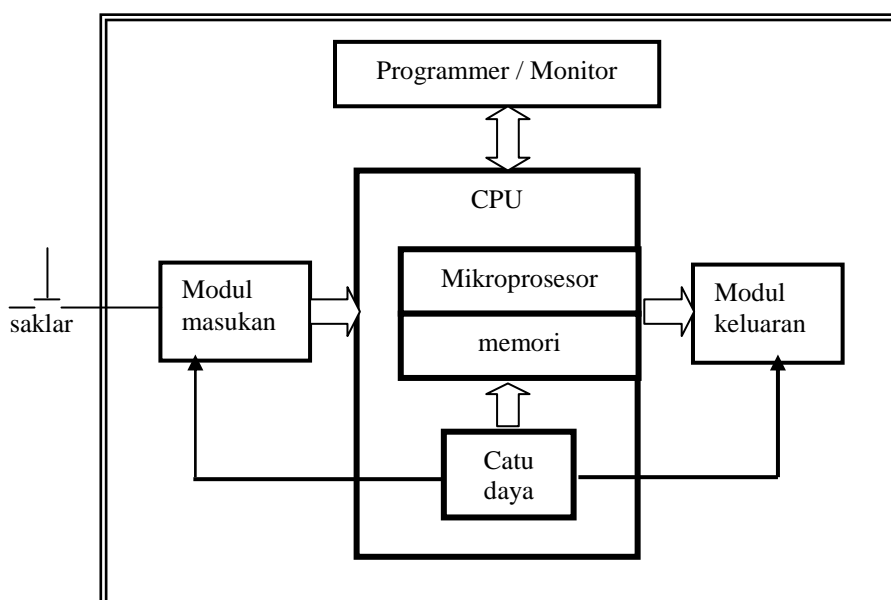 Programmer / Monitor
CPU
Mikroprosesor
memori
saklar
Modul
masukan
Modul
keluaran
Catu
daya